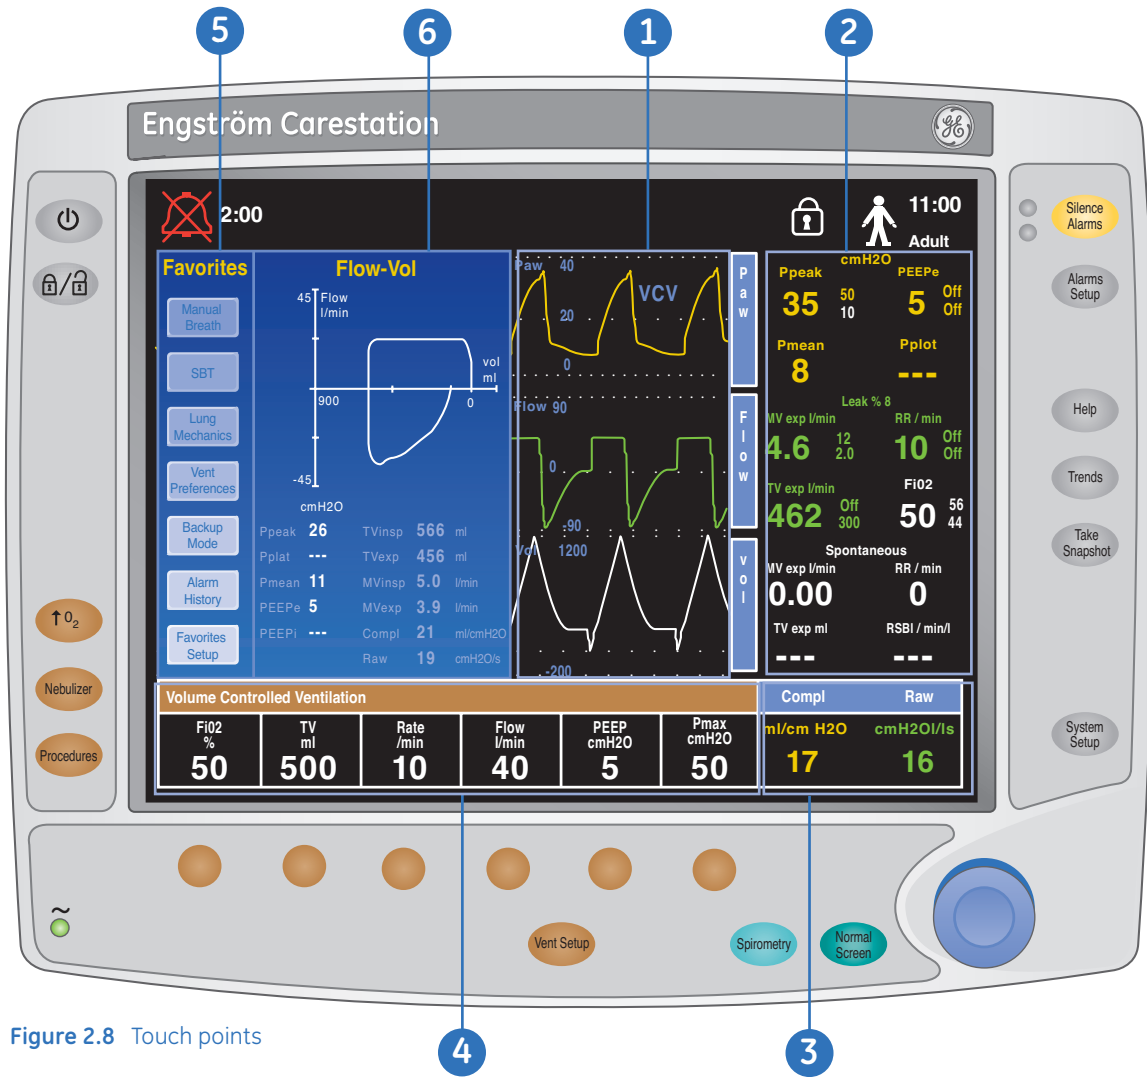 5 6 1 2
Engström Carestation
GE
2:00
11:00
Adult
Silence
Alarms
Alarms
Setup
Help
Trends
Take
Snapshot
System
Setup
↑O2
Nebulizer
Procedures
Favorites
Manual
Breath
SBT
Lung
Mechanics
Vent
Preferences
Backup
Mode
Alarm
History
Favorites
Setup
Flow-Vol
45 Flow
l/min
vol
ml
900 0
-45
cmH2O
Ppeak 26 TVinsp 566 ml
Pplat --- TVexp 456 ml
Pmean 11 MVinsp 5.0 l/min
PEEPe 5 MVexp 3.9 l/min
PEEPi --- Compl 21 ml/cmH2O
Raw 19 cmH2O/s
Paw 40
VCV
20
0
Flow 90
0
-90
Vol 1200
-200
Paw
Flow
vol
cmH2O
Ppeak PEEPe
35 50 10 5 Off Off
Pmean Pplot
8 ---
Leak % 8
MV exp l/min RR / min
4.6 12 2.0 10 Off Off
TV exp l/min Fi02
462 Off 300 50 56 44
Spontaneous
MV exp l/min RR / min
0.00 0
TV exp ml RSBI / min/l
--- ---
Volume Controlled Ventilation
Fi02 TV Rate Flow PEEP Pmax
% ml /min l/min cmH2O cmH2O
50 500 10 40 5 50
Compl Raw
ml/cm H2O cmH2Ol/ls
17 16
Vent Setup
Spirometry
Normal
Screen
Figure 2.8 Touch points
4 3